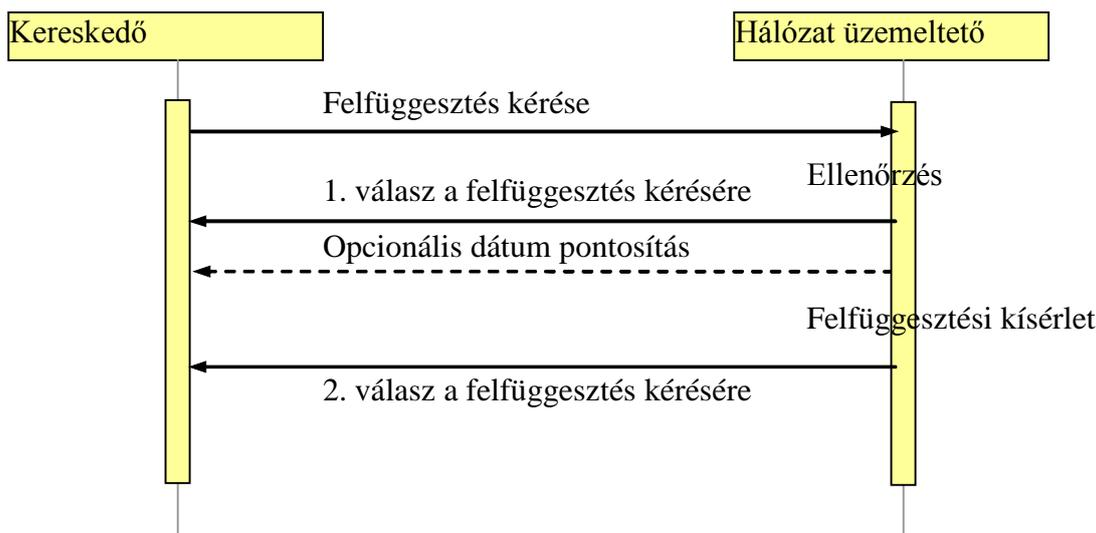 Kereskedő
Hálózat üzemeltető
Felfüggesztés kérése
Ellenőrzés
1. válasz a felfüggesztés kérésére
Opcionális dátum pontosítás
Felfüggesztési kísérlet
2. válasz a felfüggesztés kérésére